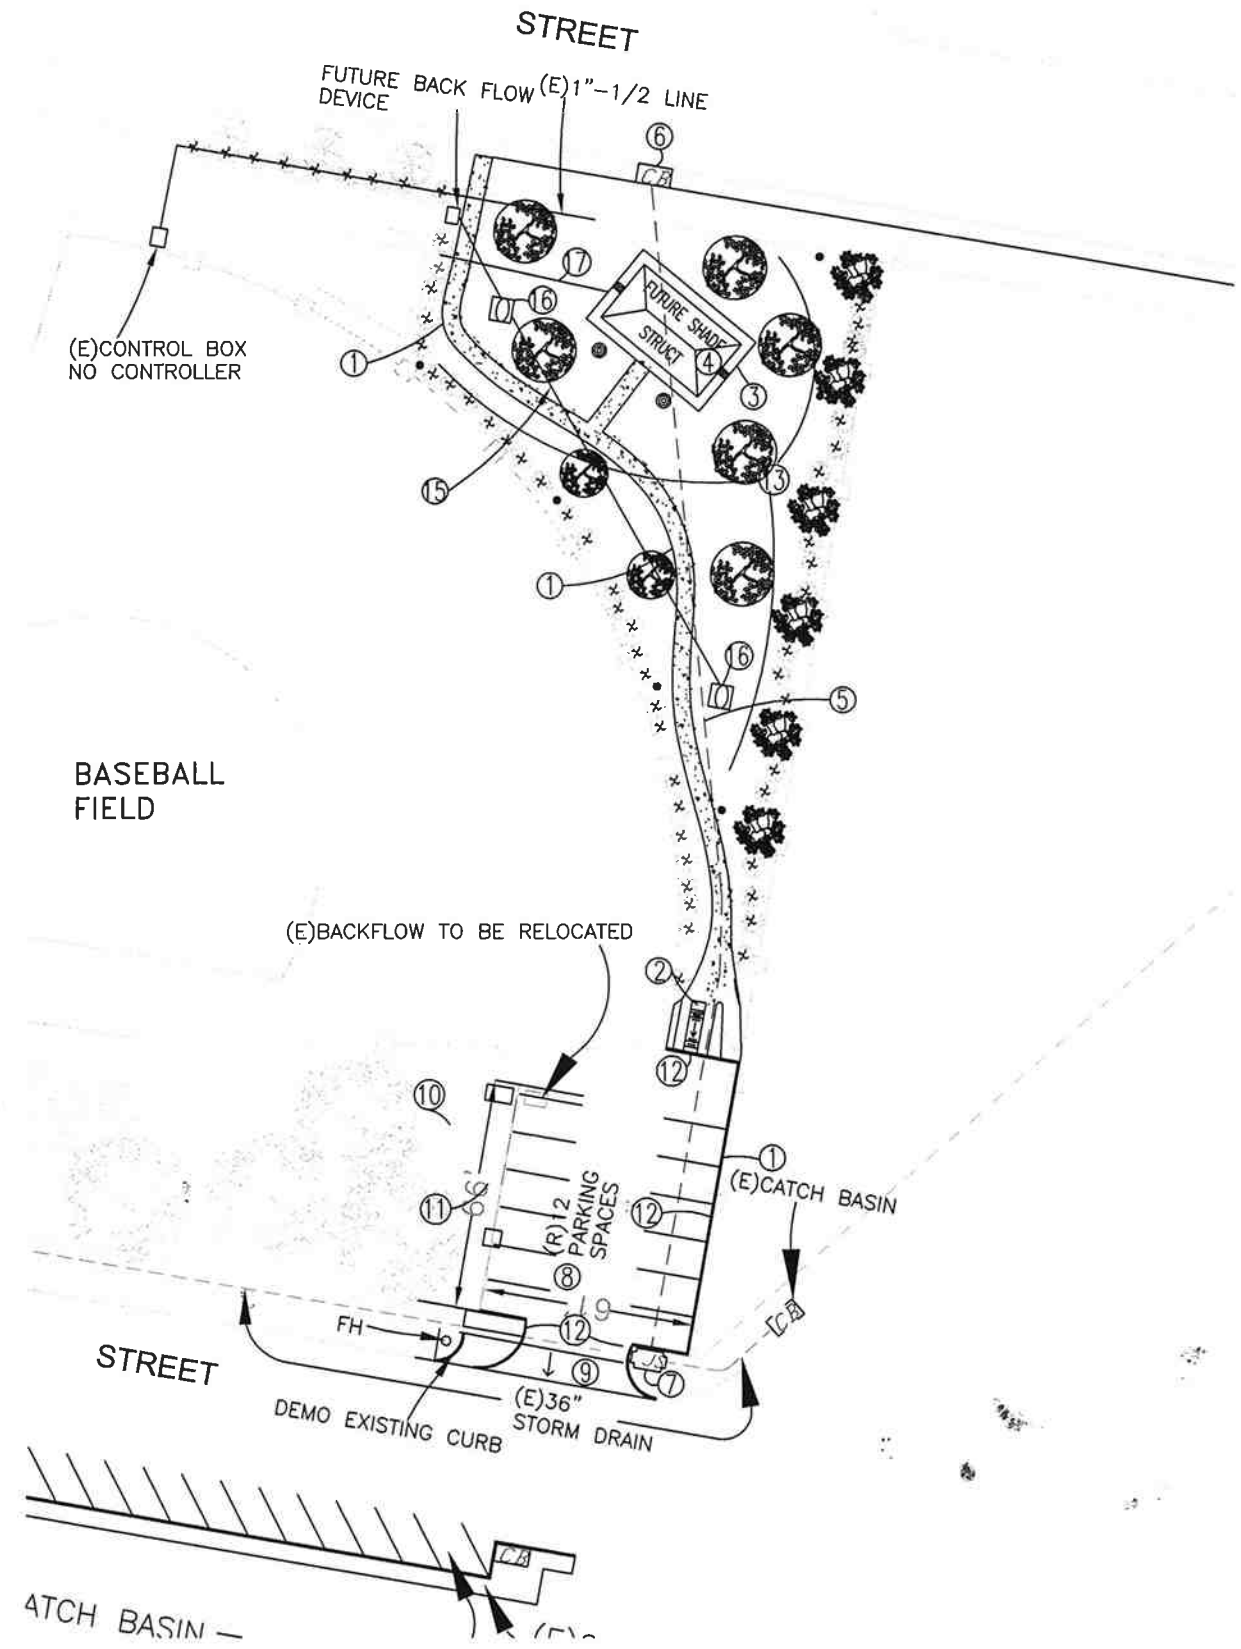 STREET
FUTURE BACK FLOW
DEVICE
(E)1"-1/2 LINE
6
CB
17
16
FUTURE SHADE
STRUCT
4
3
(E)CONTROL BOX
NO CONTROLLER
1
15
13
1
16
5
BASEBALL
FIELD
(E)BACKFLOW TO BE RELOCATED
2
12
10
1
(E)CATCH BASIN
66'
11
(R)12
PARKING
SPACES
12
8
CB
FH
12
STREET
9
7
(E)36"
STORM DRAIN
DEMO EXISTING CURB
CB
ATCH BASIN